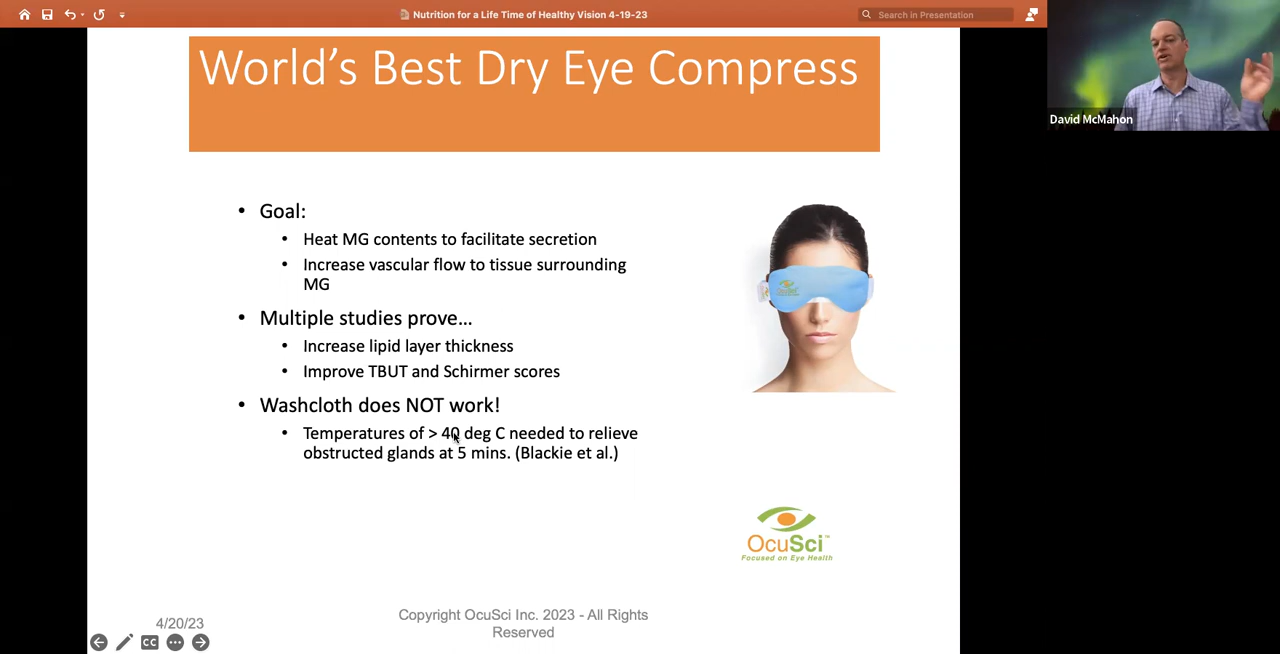 Nutrition for a Life Time of Healthy Vision 4-19-23
Search in Presentation
David McMahon
World's Best Dry Eye Compress
• Goal:
• Heat MG contents to facilitate secretion
• Increase vascular flow to tissue surrounding
MG
• Multiple studies prove...
• Increase lipid layer thickness
• Improve TBUT and Schirmer scores
• Washcloth does NOT work!
• Temperatures of > 40 deg C needed to relieve
obstructed glands at 5 mins. (Blackie et al.)
OcuSci
OcuSci™
Focused on Eye Health
Copyright OcuSci Inc. 2023 - All Rights
Reserved
4/20/23
CC